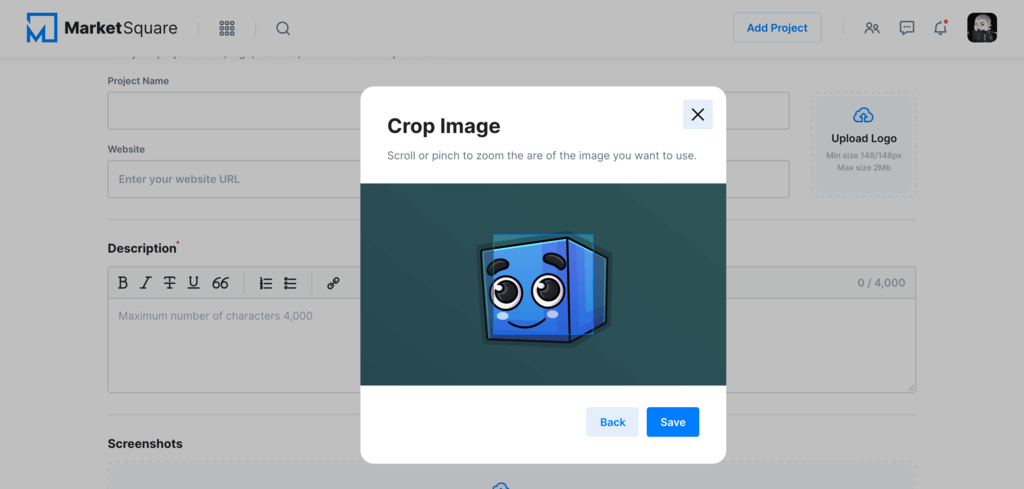 MarketSquare
Add Project
Project Name
Website
Enter your website URL
Upload Logo
Min size 148/148px
Max size 2Mb
Crop Image
Scroll or pinch to zoom the are of the image you want to use.
Description*
B I T U 66
0 / 4,000
Maximum number of characters 4,000
Back
Save
Screenshots